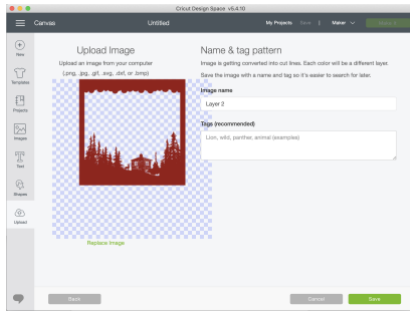 Cricut Design Space v5.4.10
Canvas
Untitled
My Projects
Save
Maker
New
Templates
Projects
Images
Text
Shapes
Upload
Upload Image
Upload an image from your computer
(.png, .jpg, .gif, .svg, .dxf, or .bmp)
Replace image
Name & tag pattern
Image is getting converted into cut lines. Each color will be a different layer.
Save the image with a name and tag so it's easier to search for later.
Image name
Layer 2
Tags (recommended)
Lion, wild, panther, animal (examples)
Back
Cancel
Save